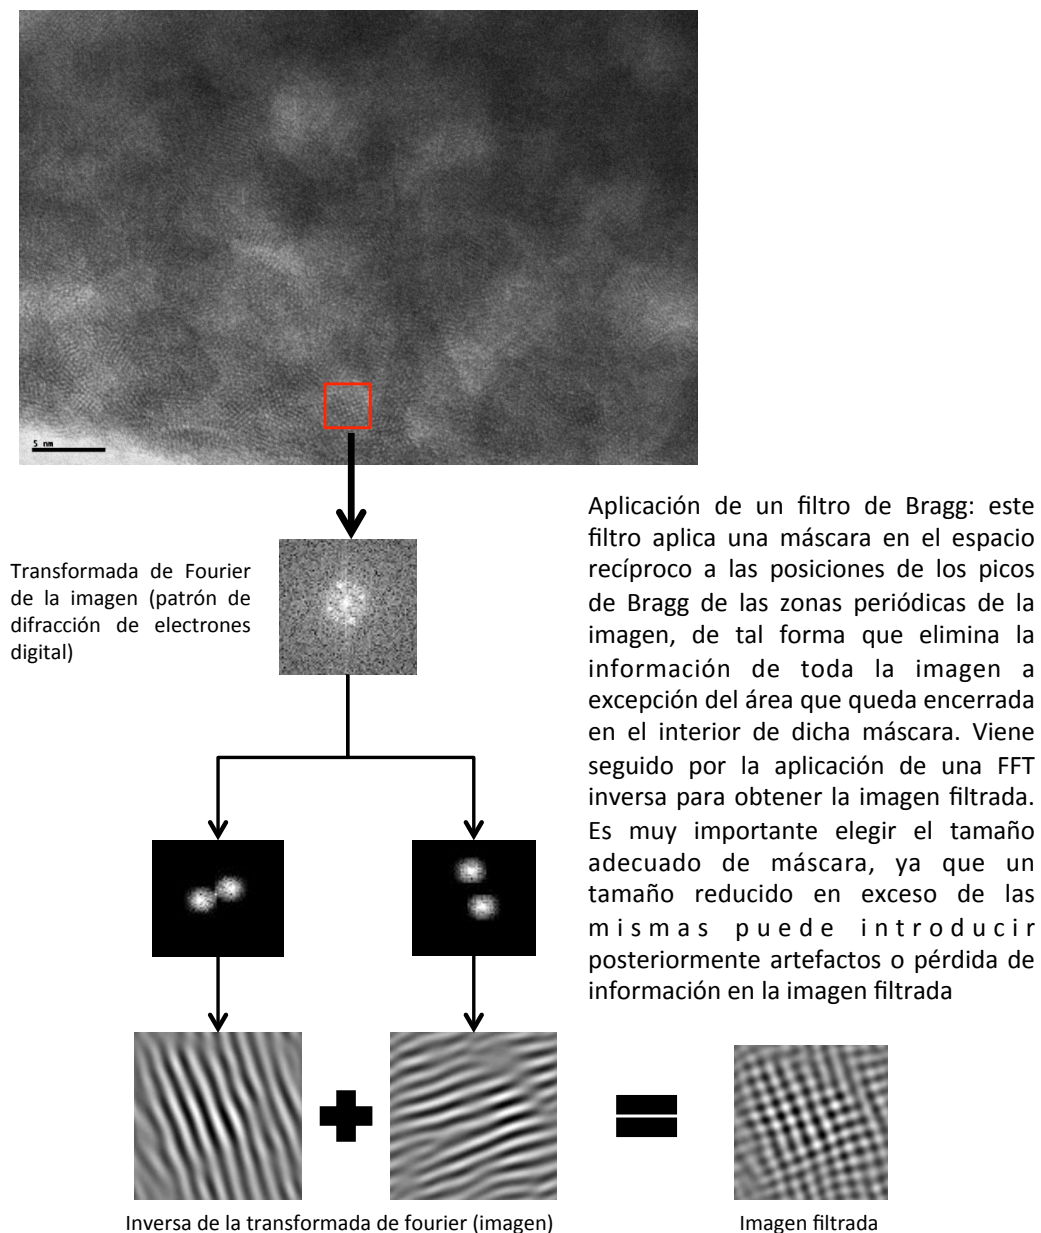 5 nm
Transformada de Fourier
de la imagen (patrón de
difracción de electrones
digital)
Aplicación de un filtro de Bragg: este
filtro aplica una máscara en el espacio
recíproco a las posiciones de los picos
de Bragg de las zonas periódicas de la
imagen, de tal forma que elimina la
información de toda la imagen a
excepción del área que queda encerrada
en el interior de dicha máscara. Viene
seguido por la aplicación de una FFT
inversa para obtener la imagen filtrada.
Es muy importante elegir el tamaño
adecuado de máscara, ya que un
tamaño reducido en exceso de las
mismas puede introducir
posteriormente artefactos o pérdida de
información en la imagen filtrada
Inversa de la transformada de fourier (imagen)
Imagen filtrada